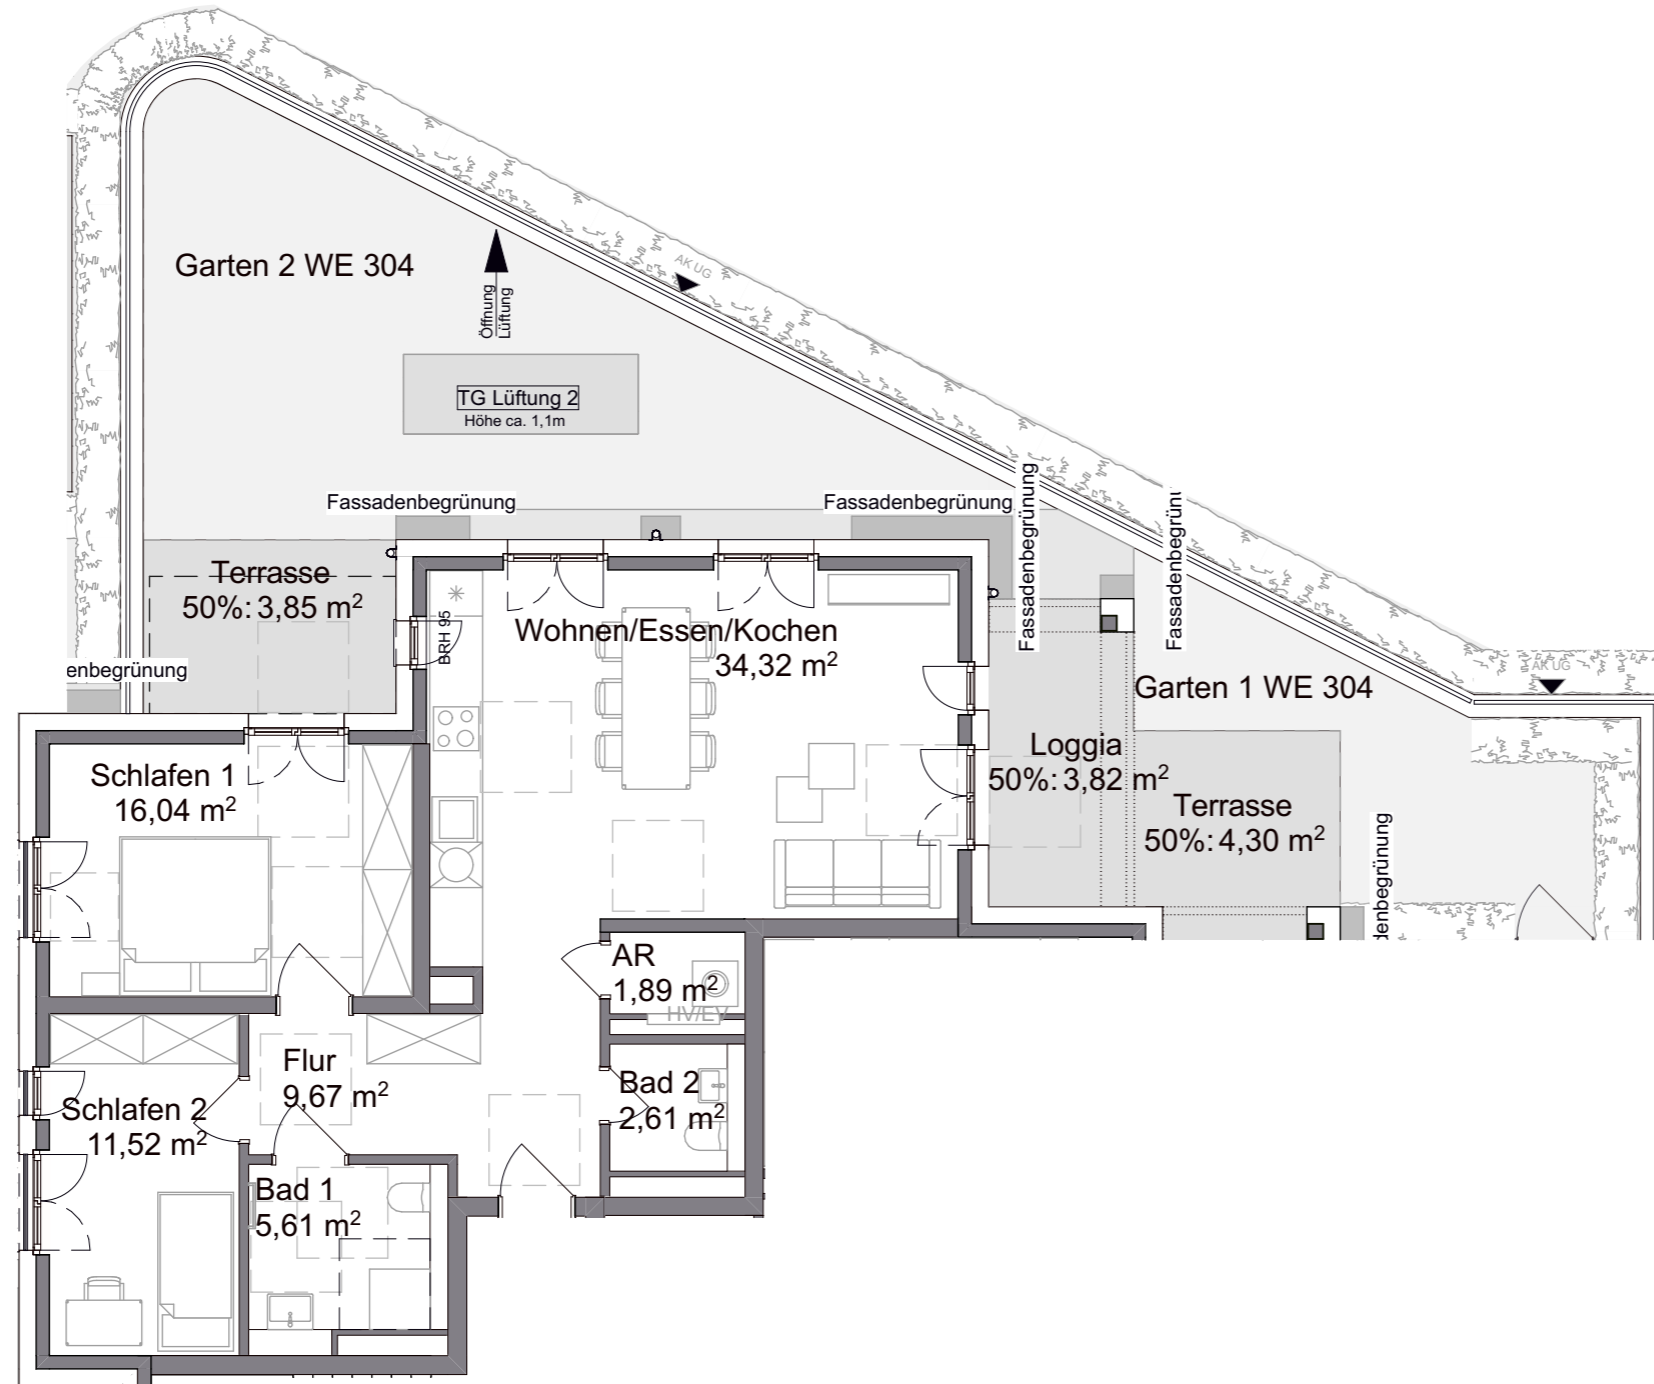 AK UG
Garten 2 WE 304
Öffnung
Lüftung
TG Lüftung 2
Höhe ca. 1,1m
Fassadenbegrünung
Fassadenbegrünung
Fassadenbegrünung
Fassadenbegrünu
Terrasse
50%: 3,85 m²
BRH 95
Wohnen/Essen/Kochen
34,32 m²
enbegrünung
AK UG
Garten 1 WE 304
Loggia
50%: 3,82 m²
Terrasse
50%: 4,30 m²
denbegrünung
Schlafen 1
16,04 m²
AR
1,89 m²
HV/EV
Flur
9,67 m²
Bad 2
2,61 m²
Schlafen 2
11,52 m²
Bad 1
5,61 m²